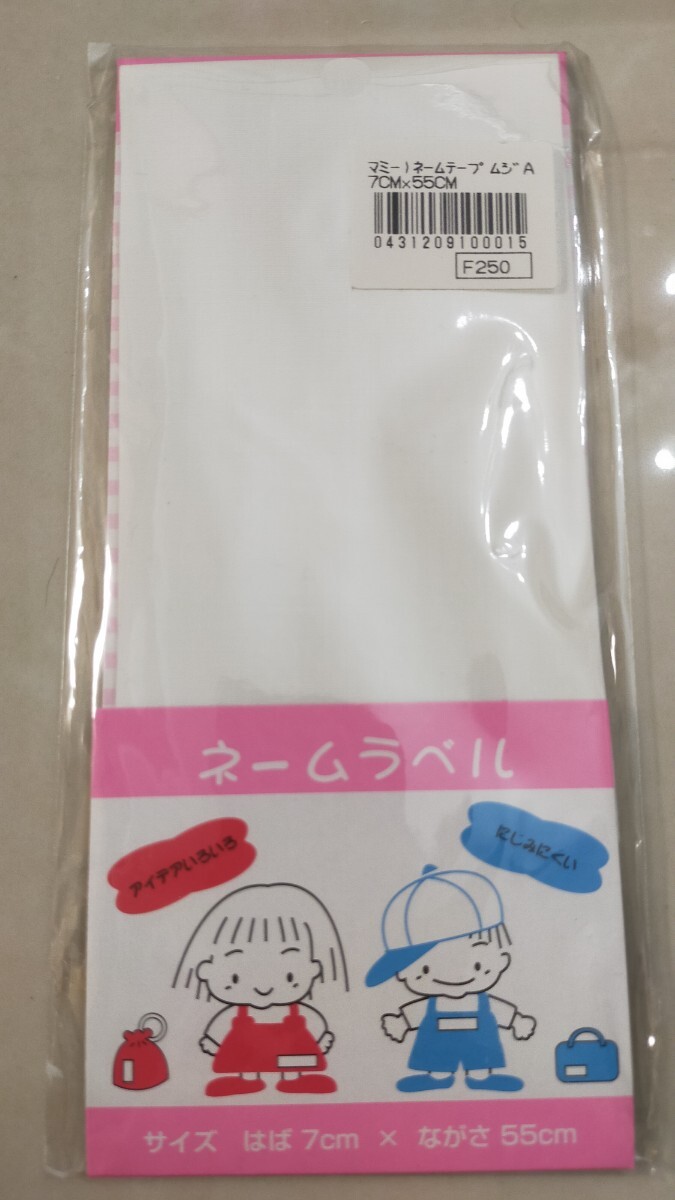 マミー)ネームテープ ムジ A
7CM×55CM
0431209100015
F250
ネームラベル
アイデアいろいろ
にじみにくい
サイズ はば 7cm × ながさ 55cm